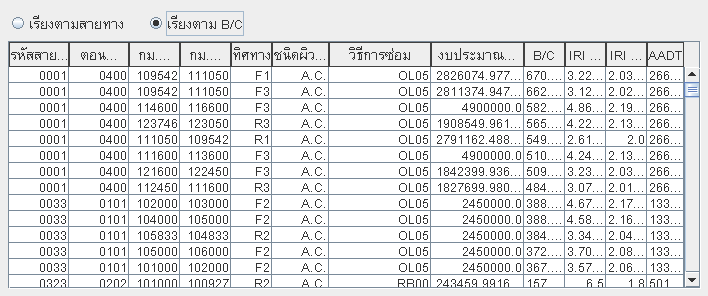 เรียงตามสายทาง เรียงตาม B/C
รหัสสาย... ตอน... กม.... กม.... ทิศทาง ชนิดผิว... วิธีการซ่อม งบประมาณ... B/C IRI ... IRI ... AADT
0001 0400 109542 111050 F1 A.C. OL05 2826074.977... 670.... 3.22... 2.03... 266...
0001 0400 109542 111050 F3 A.C. OL05 2811374.947... 662.... 3.12... 2.02... 266...
0001 0400 114600 116600 F3 A.C. OL05 4900000.0 582.... 4.86... 2.19... 266...
0001 0400 123746 123050 R3 A.C. OL05 1908549.961... 565.... 4.22... 2.13... 266...
0001 0400 111050 109542 R1 A.C. OL05 2791162.488... 549.... 2.61... 2.0 266...
0001 0400 111600 113600 F3 A.C. OL05 4900000.0 510.... 4.24... 2.13... 266...
0001 0400 121600 122450 F3 A.C. OL05 1842399.936... 509.... 3.23... 2.03... 266...
0001 0400 112450 111600 R3 A.C. OL05 1827699.980... 484.... 3.07... 2.01... 266...
0033 0101 102000 103000 F2 A.C. OL05 2450000.0 388.... 4.67... 2.17... 133...
0033 0101 104000 105000 F2 A.C. OL05 2450000.0 388.... 4.58... 2.16... 133...
0033 0101 105833 104833 R2 A.C. OL05 2450000.0 384.... 3.34... 2.04... 133...
0033 0101 105000 106000 F2 A.C. OL05 2450000.0 372.... 3.70... 2.08... 133...
0033 0101 101000 102000 F2 A.C. OL05 2450000.0 367.... 3.57... 2.06... 133...
0323 0202 101000 100927 R2 A.C. RB00 243459.9916... 157.... 6.5 1.8 501...